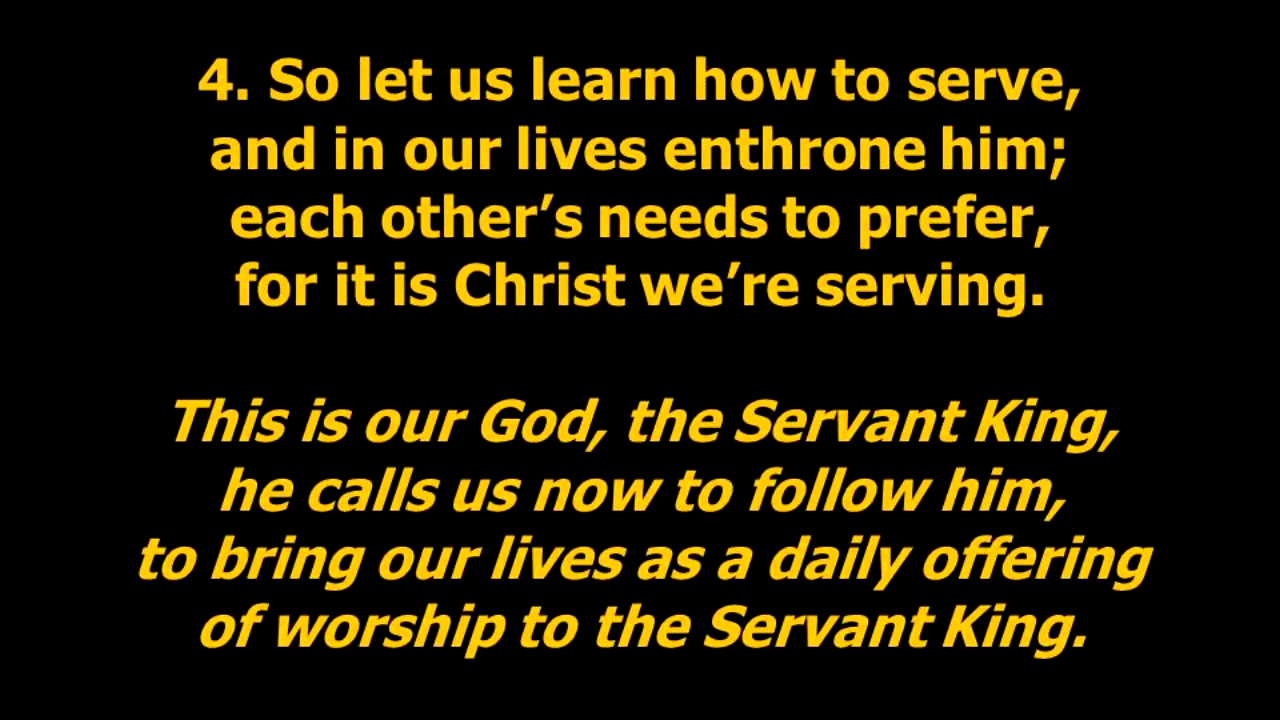 4. So let us learn how to serve,
and in our lives enthrone him;
each other’s needs to prefer,
for it is Christ we’re serving.
This is our God, the Servant King,
he calls us now to follow him,
to bring our lives as a daily offering
of worship to the Servant King.